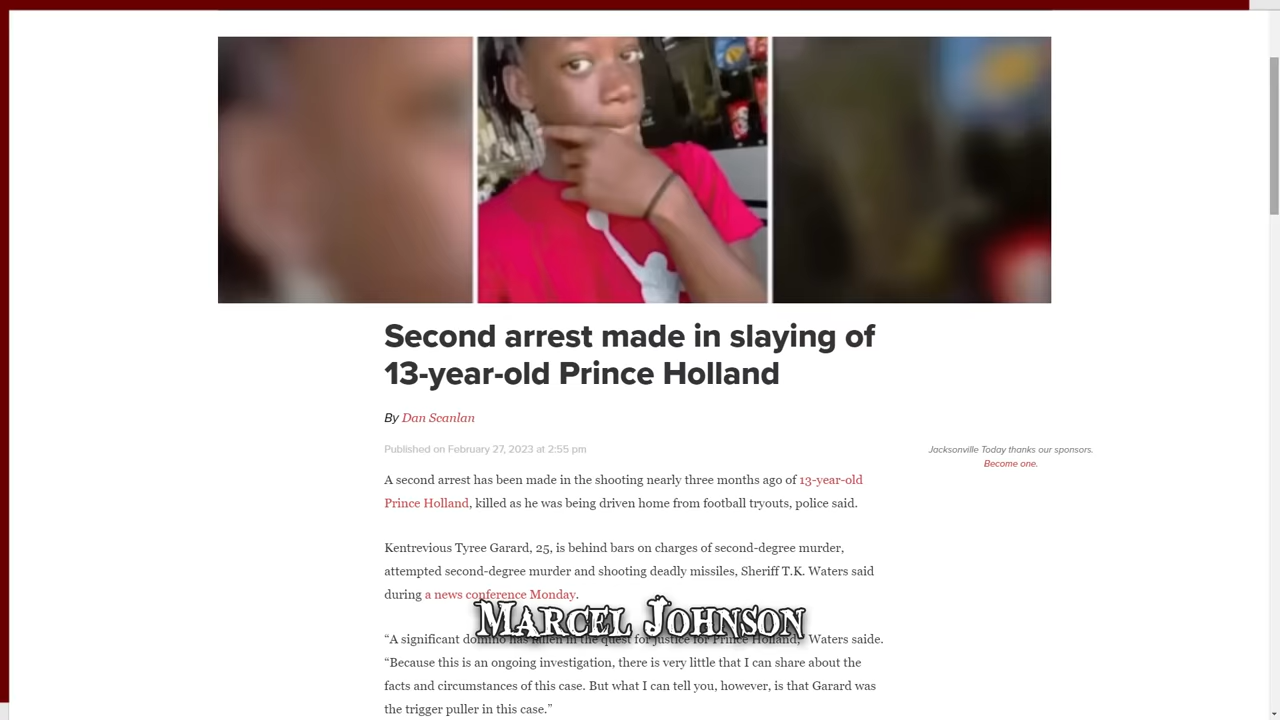 Second arrest made in slaying of
13-year-old Prince Holland
By Dan Scanlan
Published on February 27, 2023 at 2:55 pm
Jacksonville Today thanks our sponsors.
Become one.
A second arrest has been made in the shooting nearly three months ago of 13-year-old
Prince Holland, killed as he was being driven home from football tryouts, police said.
Kentrevious Tyree Garard, 25, is behind bars on charges of second-degree murder,
attempted second-degree murder and shooting deadly missiles, Sheriff T.K. Waters said
during a news conference Monday.
Marcel Johnson
“A significant domino has fallen in the quest for justice for Prince Holland,” Waters saide.
“Because this is an ongoing investigation, there is very little that I can share about the
facts and circumstances of this case. But what I can tell you, however, is that Garard was
the trigger puller in this case.”